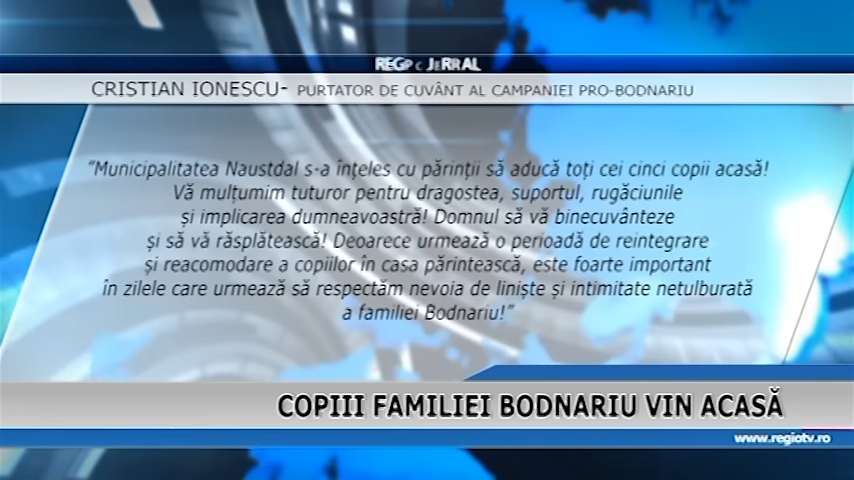 CRISTIAN IONESCU- PURTATOR DE CUVÂNT AL CAMPANIEI PRO-BODNARIU
"Municipalitatea Naustdal s-a înțeles cu părinții să aducă toți cei cinci copii acasă!
Vă mulțumim tuturor pentru dragostea, suportul, rugăciunile
și implicarea dumneavoastră! Domnul să vă binecuvânteze
și să vă răsplătească! Deoarece urmează o perioadă de reintegrare
și reacomodare a copiilor în casa părintească, este foarte important
în zilele care urmează să respectăm nevoia de liniște și intimitate netulburată
a familiei Bodnariu!"
COPIII FAMILIEI BODNARIU VIN ACASĂ
www.regiotv.ro